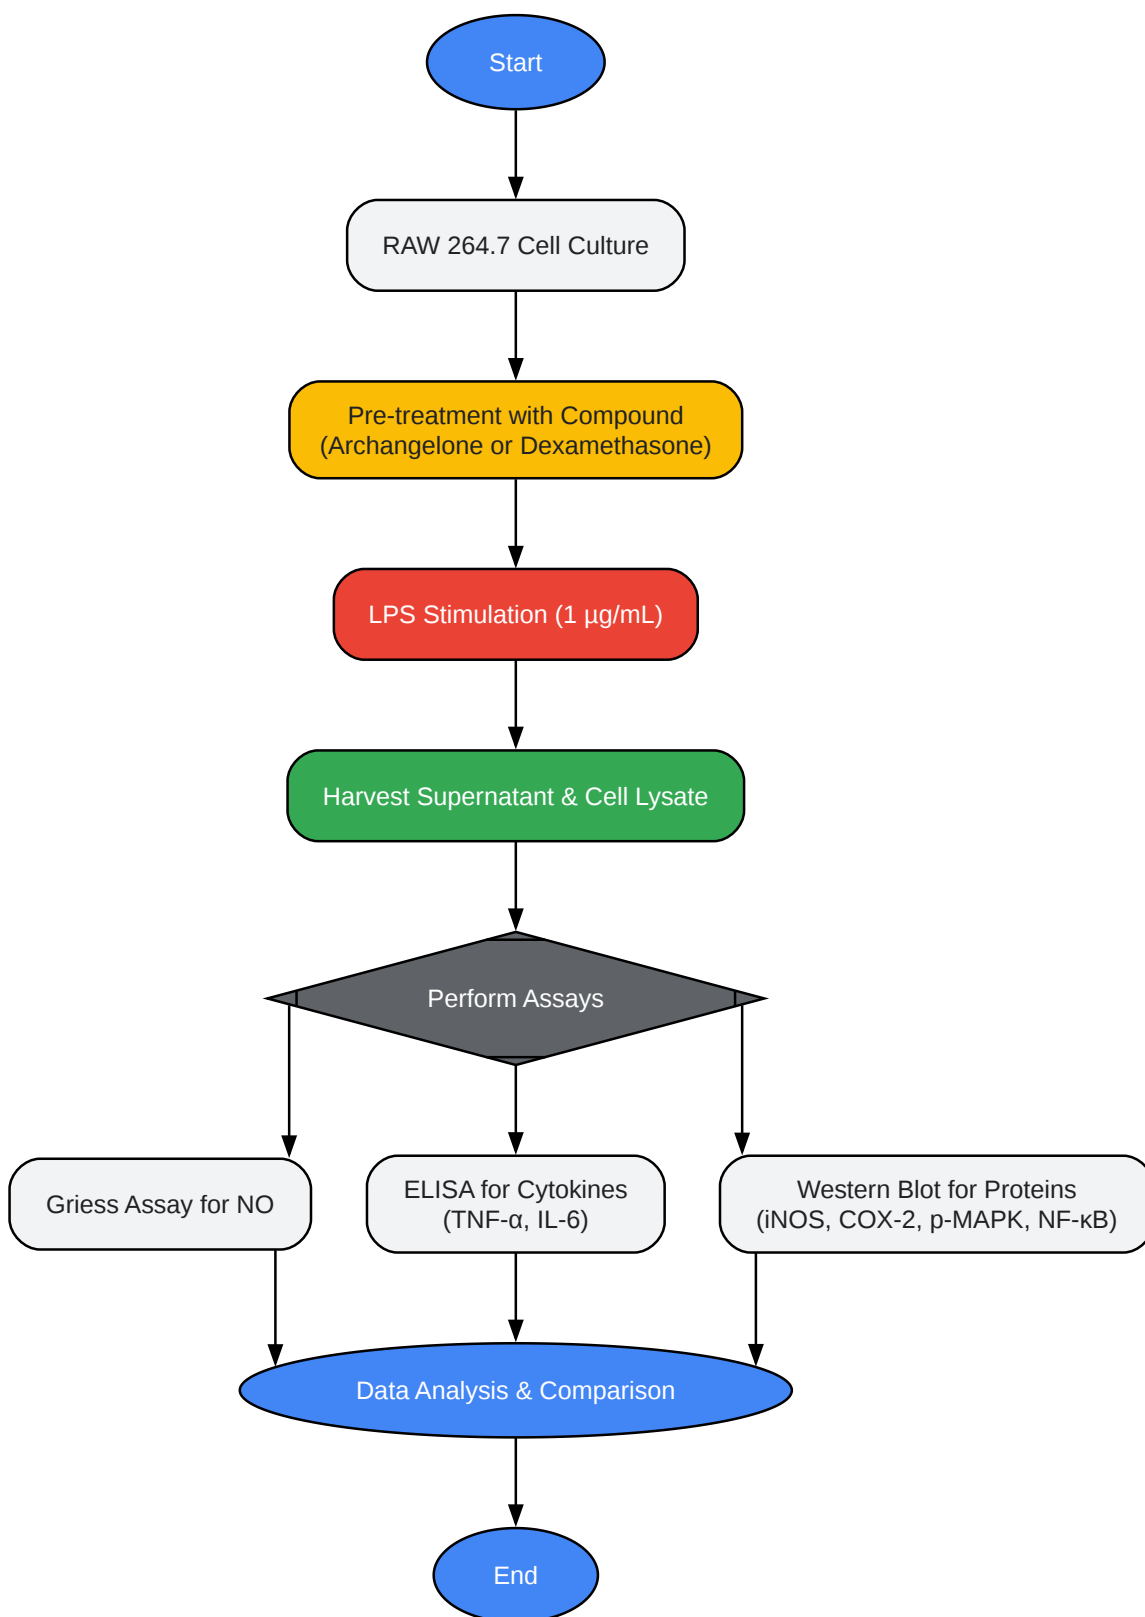 Start
RAW 264.7 Cell Culture
Pre-treatment with Compound
(Archangelone or Dexamethasone)
LPS Stimulation (1 µg/mL)
Harvest Supernatant & Cell Lysate
Perform Assays
Griess Assay for NO
ELISA for Cytokines
(TNF-α, IL-6)
Western Blot for Proteins
(iNOS, COX-2, p-MAPK, NF-κB)
Data Analysis & Comparison
End